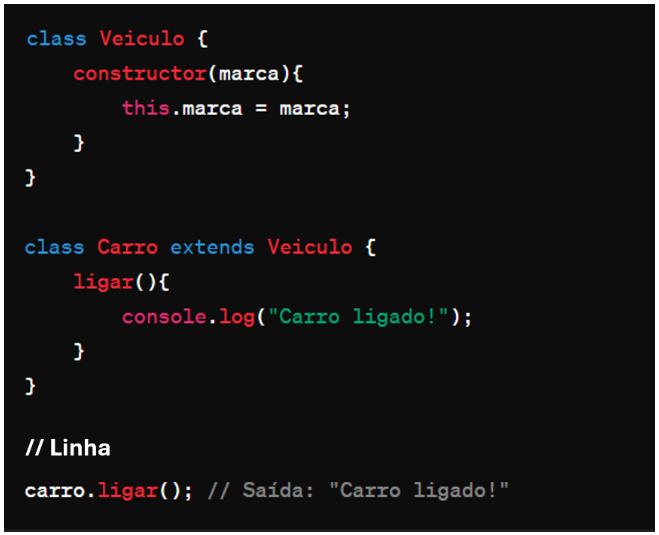 class Veiculo {
    constructor(marca){
        this.marca = marca;
    }
}

class Carro extends Veiculo {
    ligar(){
        console.log("Carro ligado!");
    }
}

// Linha
carro.ligar(); // Saída: "Carro ligado!"